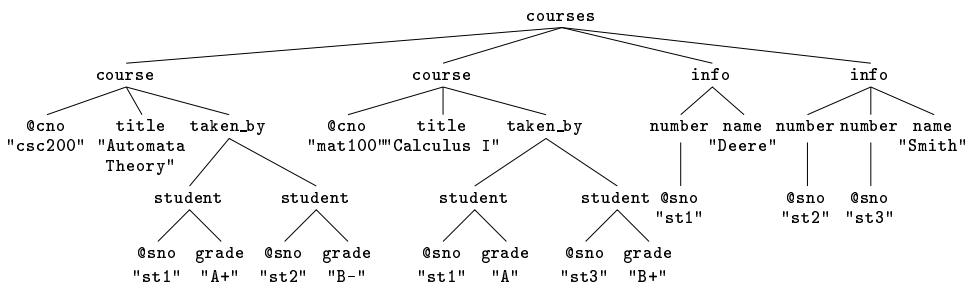 courses
course course info info
@cno title taken_by @cno title taken_by number name number number name
"csc200" "Automata "mat100" "Calculus I" "Deere" "Smith"
Theory"
student student student student @sno @sno @sno
"st1" "st2" "st3"
@sno grade @sno grade @sno grade @sno grade
"st1" "A+" "st2" "B-" "st1" "A" "st3" "B+"